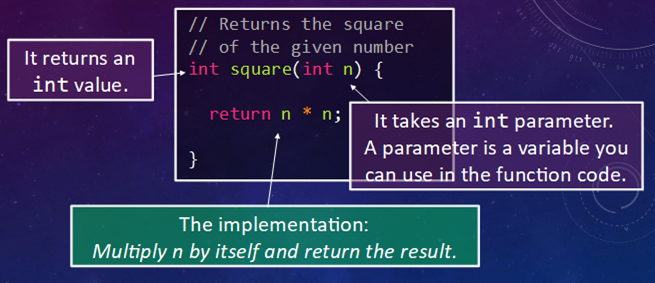 // Returns the square
// of the given number
int square(int n) {
return n * n;
}
It returns an
int value.
It takes an int parameter.
A parameter is a variable you
can use in the function code.
The implementation:
Multiply n by itself and return the result.